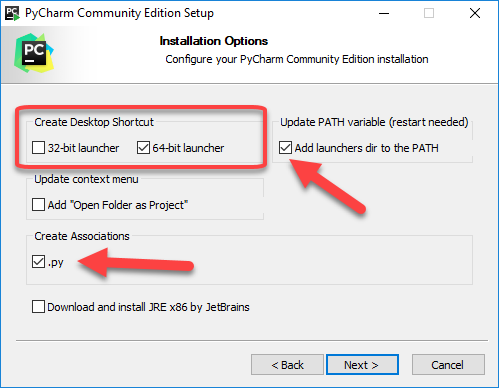 PyCharm Community Edition Setup
PC
Installation Options
Configure your PyCharm Community Edition installation
Create Desktop Shortcut
32-bit launcher
64-bit launcher
Update PATH variable (restart needed)
Add launchers dir to the PATH
Update context menu
Add "Open Folder as Project"
Create Associations
.py
Download and install JRE x86 by JetBrains
< Back
Next >
Cancel